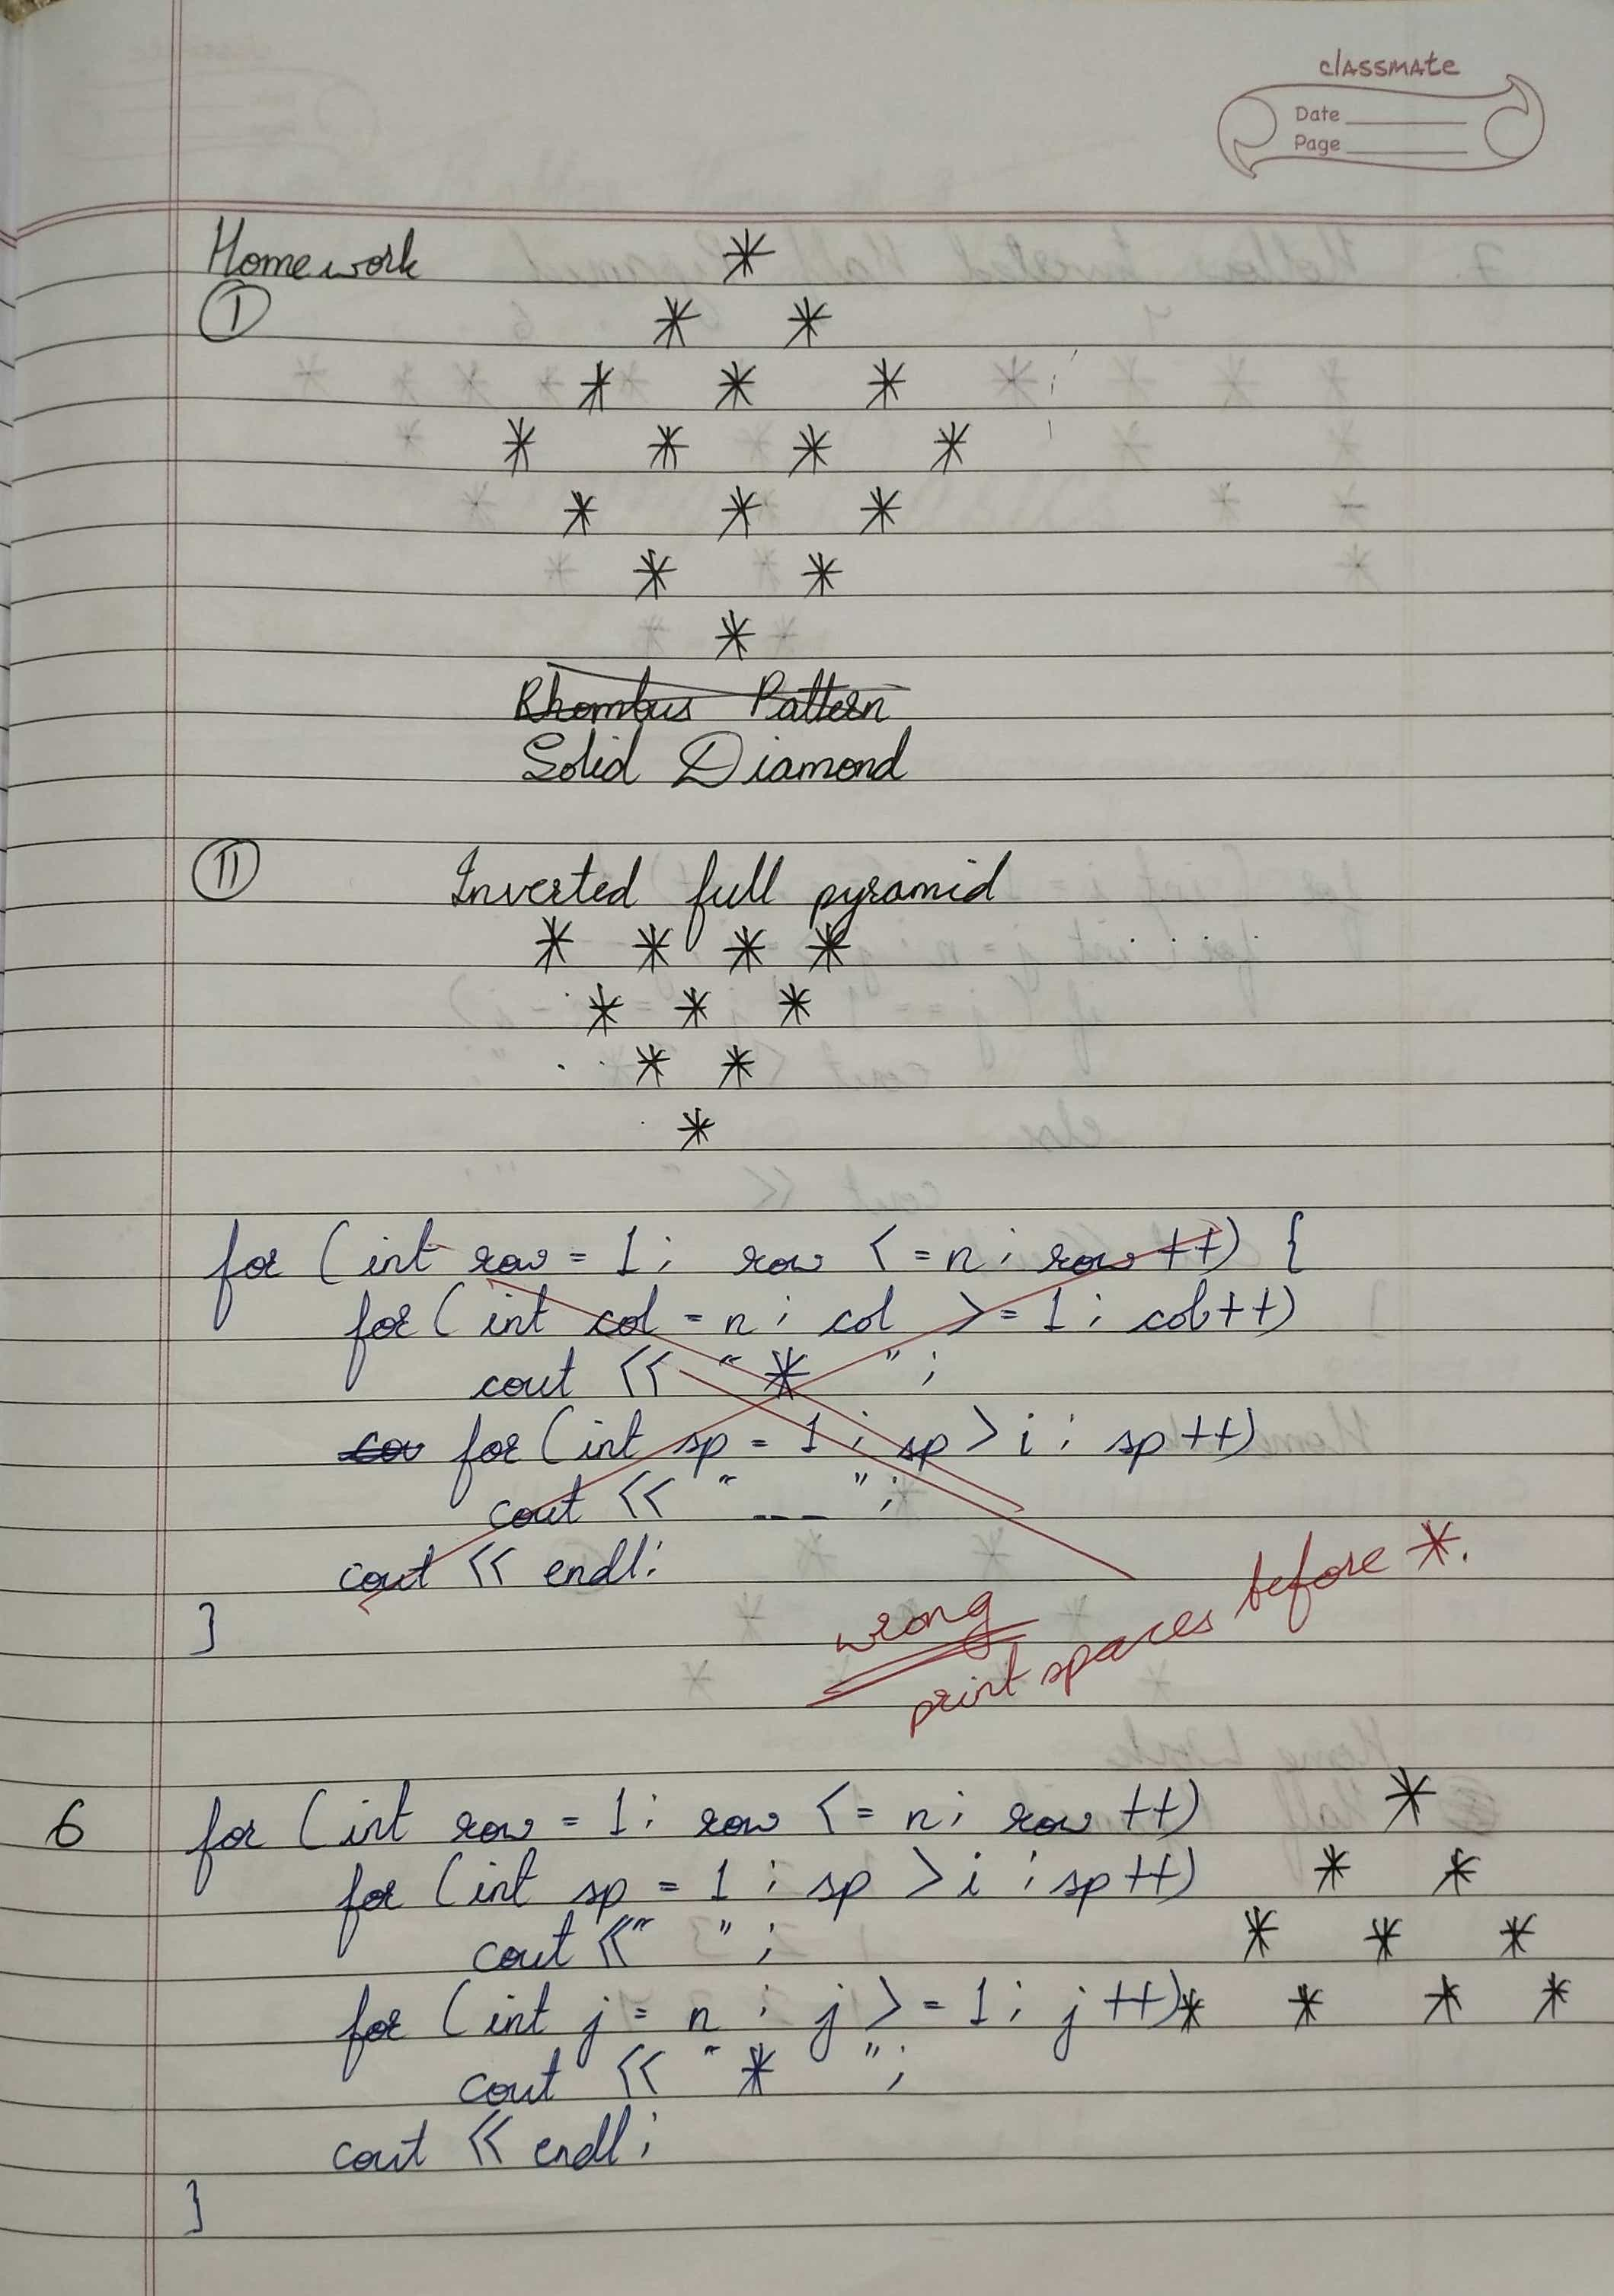 classmate
Date
Page
Homework
I
*
* *
* * *
* * * *
* * *
* *
*
Rhombus Pattern
Solid Diamond
II Inverted full pyramid
* * * *
* * *
* *
*
for (int row = 1; row <= n; row ++) {
for (int col = n; col >= 1; col++)
cout << " * ";
cou for (int sp = 1; sp > i; sp ++)
cout << " _ _ _ ";
cout << endl;
}
wrong
print spaces before *.
6 for (int row = 1; row <= n; row ++) *
for (int sp = 1; sp > i; sp ++) * *
cout << " "; * * *
for (int j = n; j >= 1; j ++) * * * *
cout << " * ";
cout << endl;
}